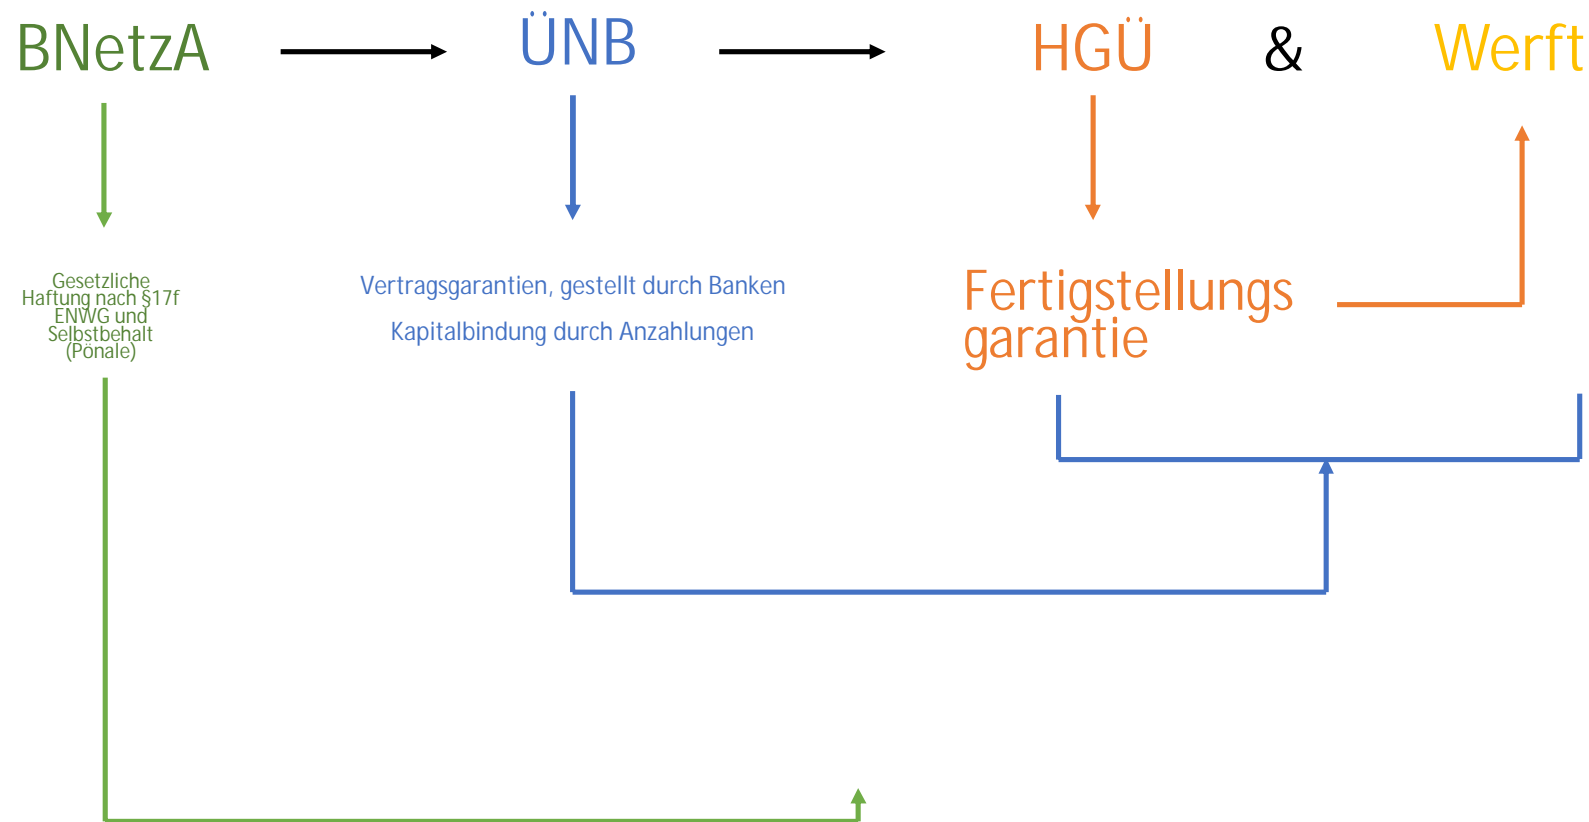 BNetzA ÜNB HGÜ & Werft
Gesetzliche
Haftung nach §17f
ENWG und
Selbstbehalt
(Pönale)
Vertragsgarantien, gestellt durch Banken
Kapitalbindung durch Anzahlungen
Fertigstellungs
garantie